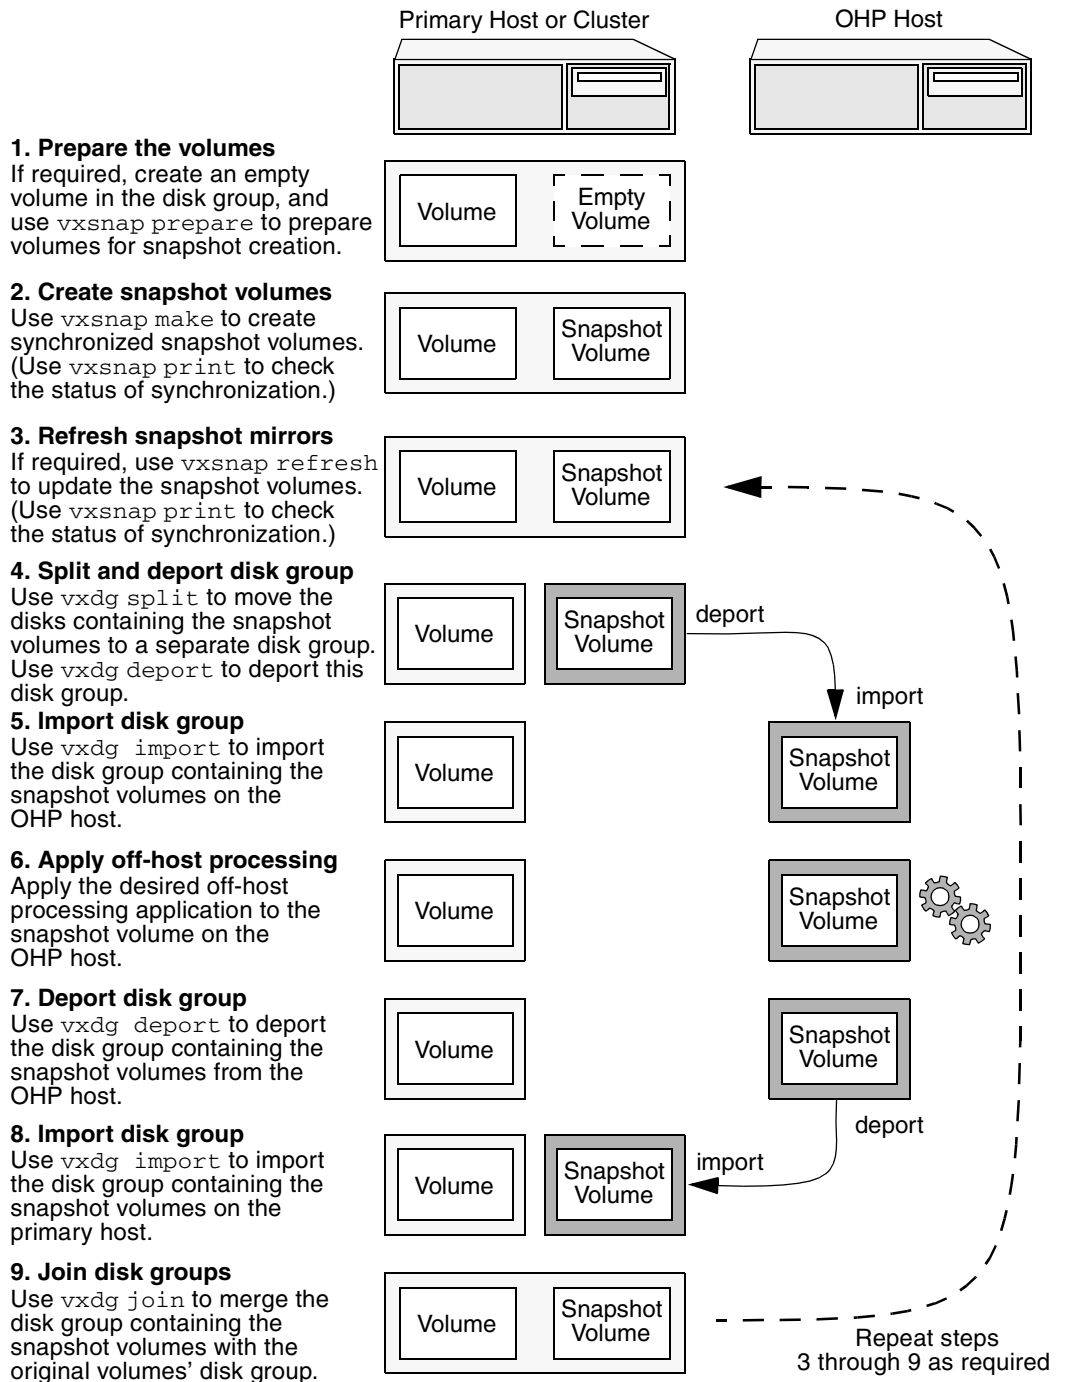 Primary Host or Cluster
OHP Host
1. Prepare the volumes
If required, create an empty
volume in the disk group, and
use vxsnap prepare to prepare
volumes for snapshot creation.
Volume
Empty
Volume
2. Create snapshot volumes
Use vxsnap make to create
synchronized snapshot volumes.
(Use vxsnap print to check
the status of synchronization.)
Volume
Snapshot
Volume
3. Refresh snapshot mirrors
If required, use vxsnap refresh
to update the snapshot volumes.
(Use vxsnap print to check
the status of synchronization.)
Volume
Snapshot
Volume
4. Split and deport disk group
Use vxdg split to move the
disks containing the snapshot
volumes to a separate disk group.
Use vxdg deport to deport this
disk group.
Volume
Snapshot
Volume
deport
import
5. Import disk group
Use vxdg import to import
the disk group containing the
snapshot volumes on the
OHP host.
Volume
Snapshot
Volume
6. Apply off-host processing
Apply the desired off-host
processing application to the
snapshot volume on the
OHP host.
Volume
Snapshot
Volume
7. Deport disk group
Use vxdg deport to deport
the disk group containing the
snapshot volumes from the
OHP host.
Volume
Snapshot
Volume
deport
8. Import disk group
Use vxdg import to import
the disk group containing the
snapshot volumes on the
primary host.
Volume
Snapshot
Volume
import
9. Join disk groups
Use vxdg join to merge the
disk group containing the
snapshot volumes with the
original volumes’ disk group.
Volume
Snapshot
Volume
Repeat steps
3 through 9 as required